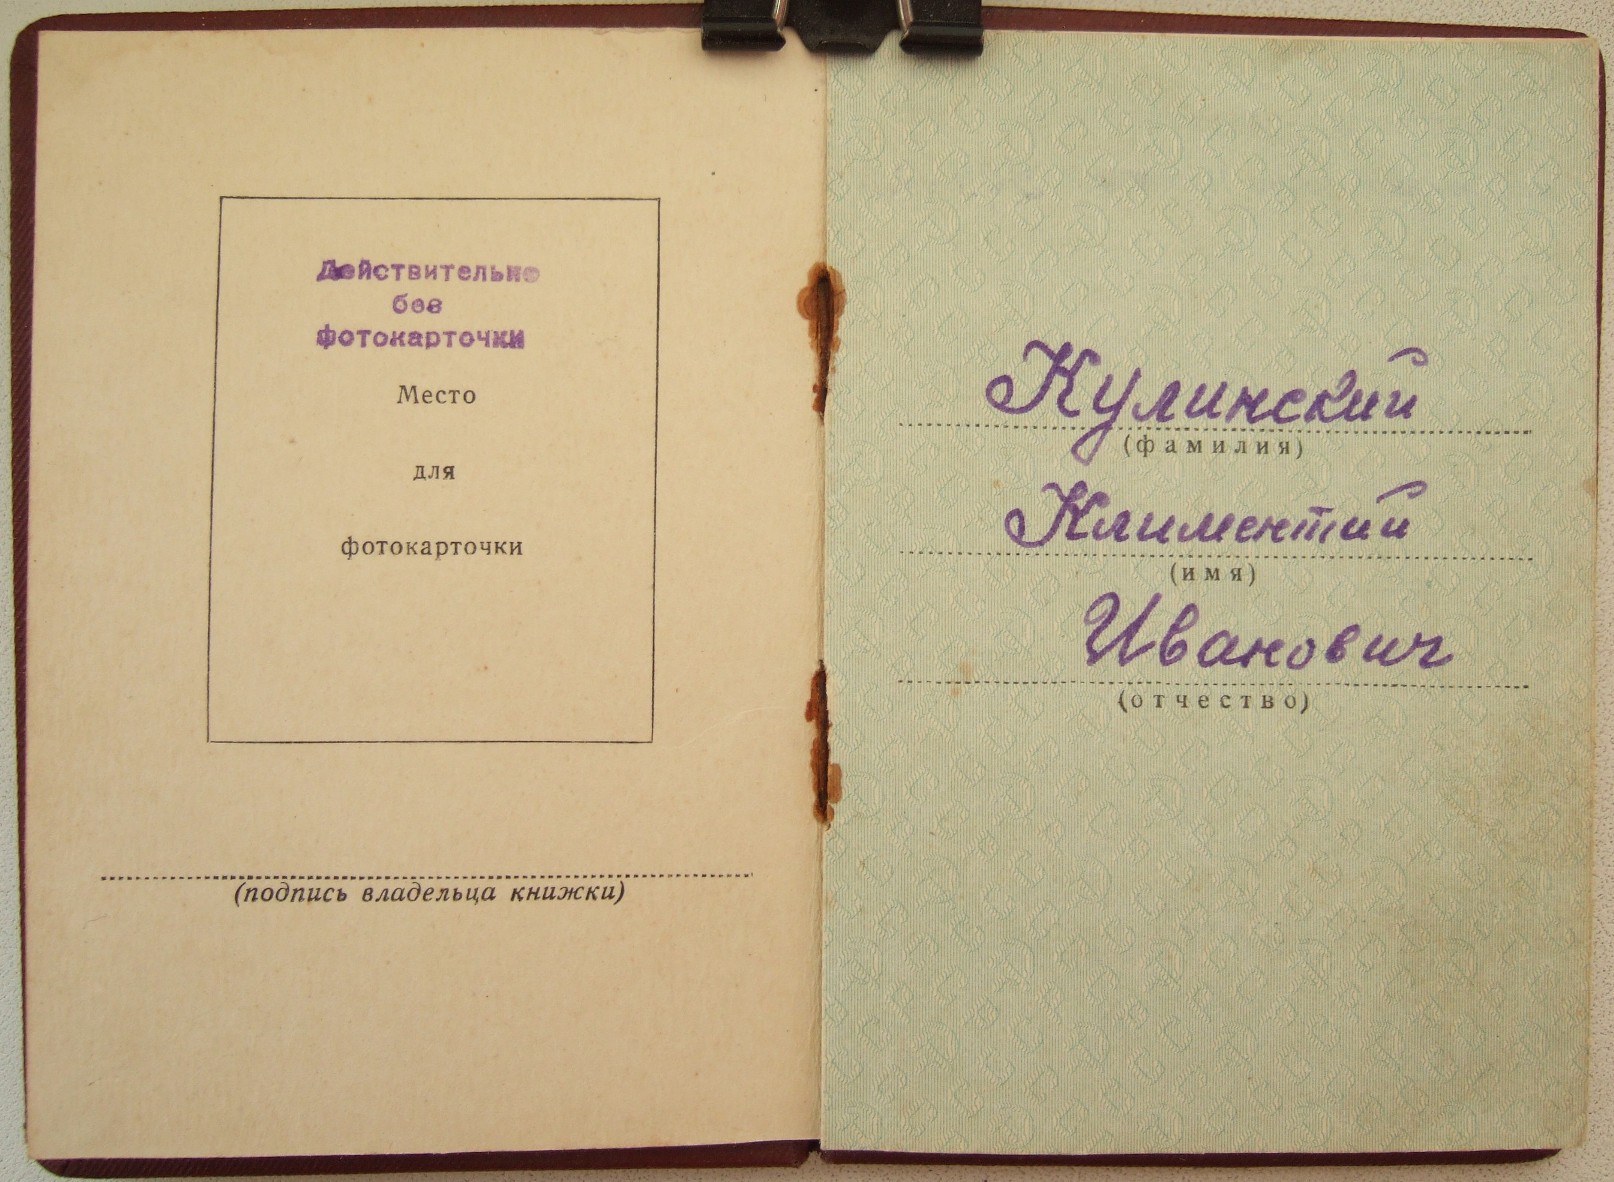 Действительно
без
фотокарточки
Место
для
фотокарточки
(подпись владельца книжки)
Кулинский
(фамилия)
Климентий
(имя)
Иванович
(отчество)